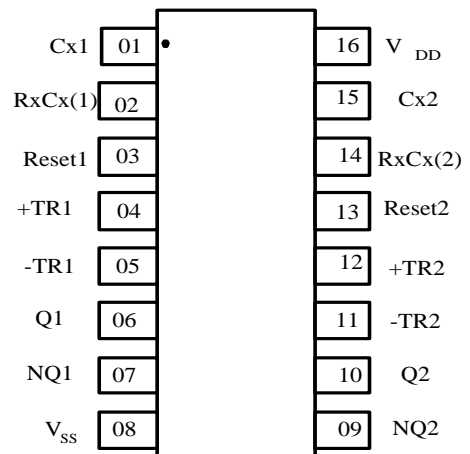 Cx1 01 16 V DD
RxCx(1) 02 15 Cx2
Reset1 03 14 RxCx(2)
+TR1 04 13 Reset2
-TR1 05 12 +TR2
Q1 06 11 -TR2
NQ1 07 10 Q2
VSS 08 09 NQ2